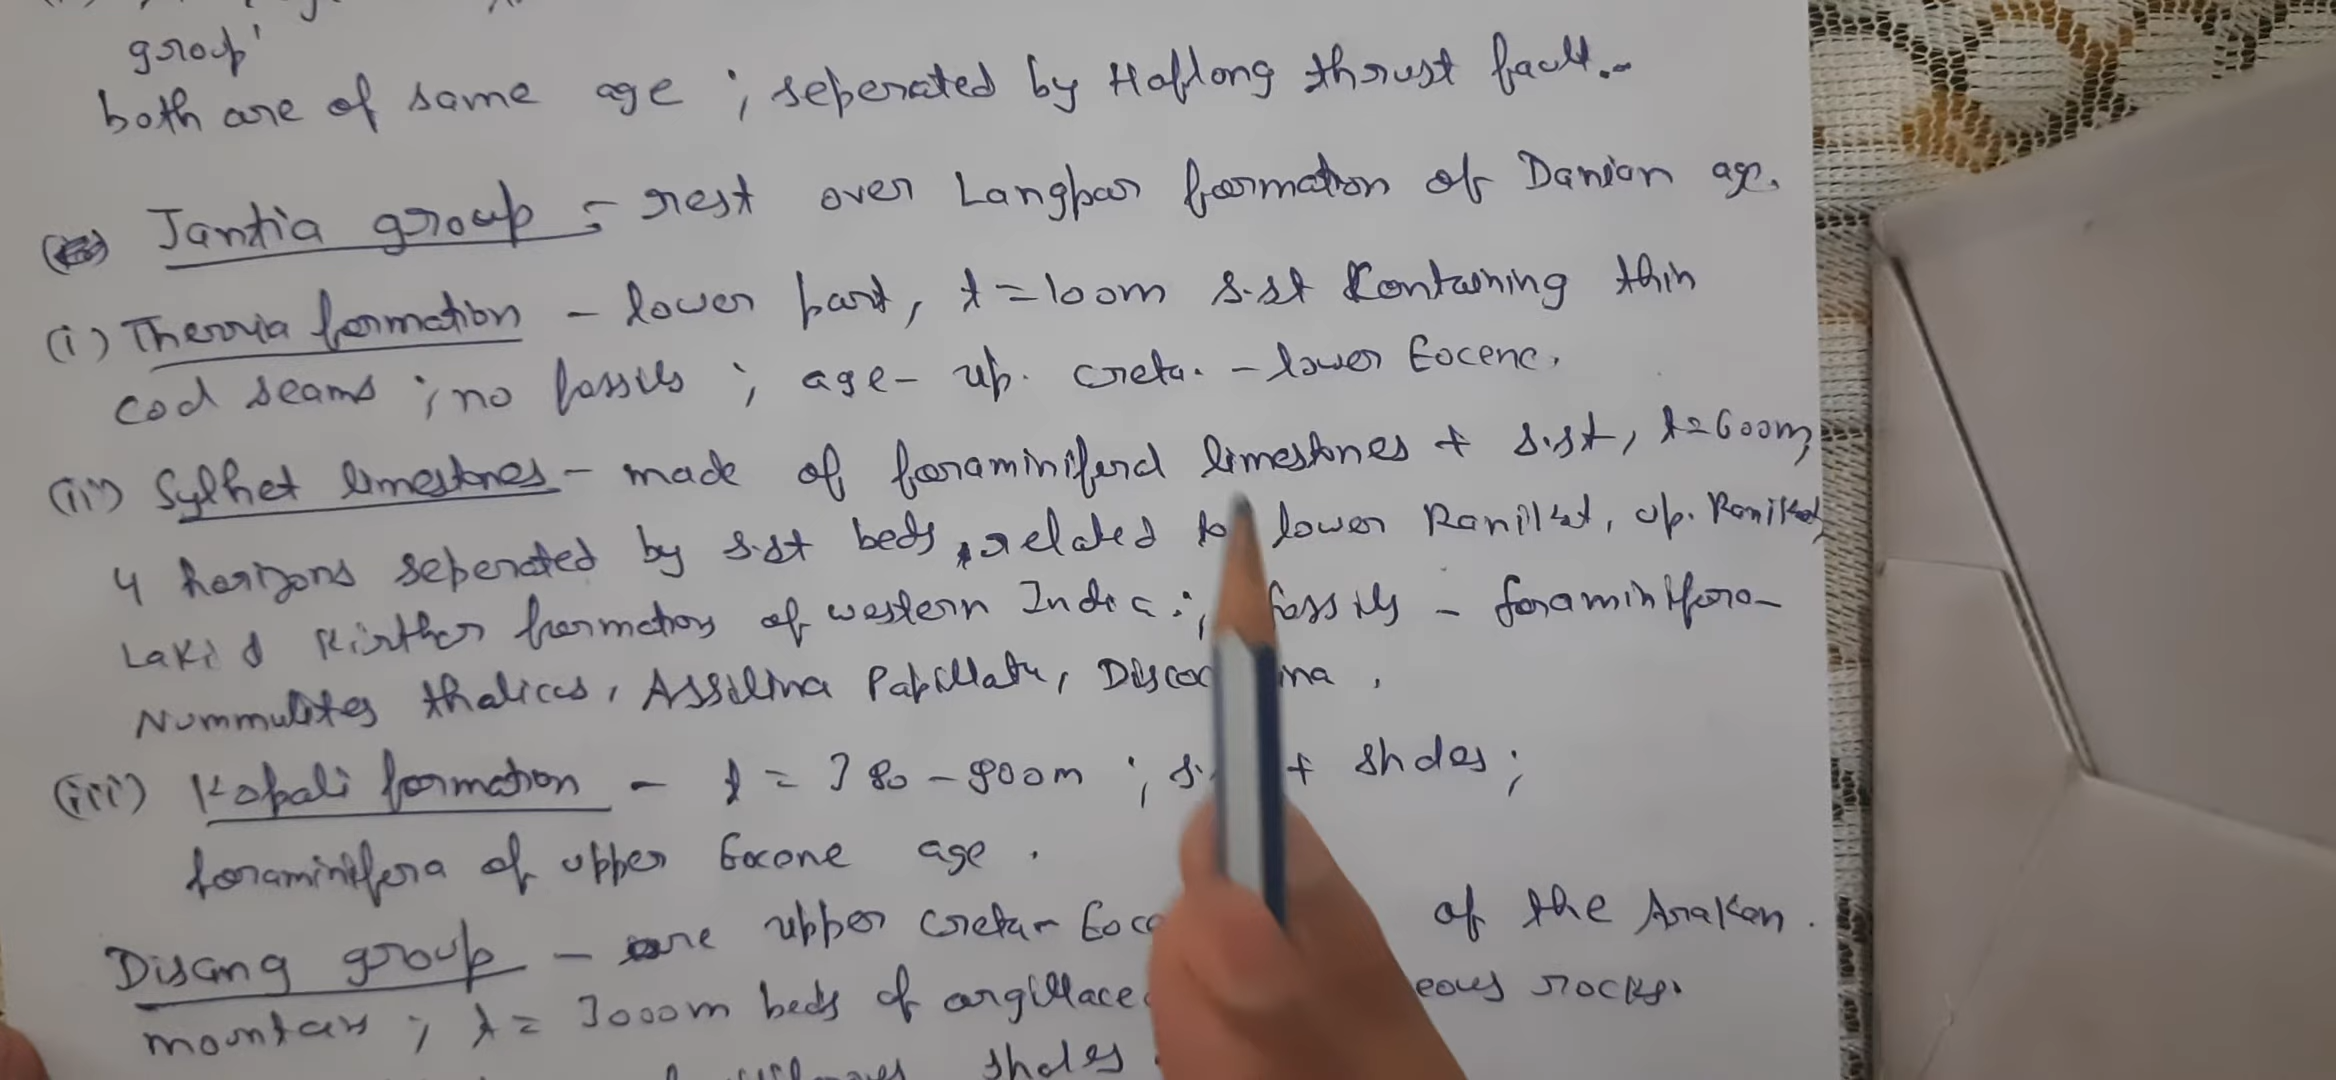 group'
both are of same age ; seperated by Haflong thrust fault.
Jantia group :- rest over Langpar formation of Danian age.
(i) Therria formation - lower part, t = 100m s.st containing thin
coal seams ; no fossils ; age - up. creta. - lower Eocene.
(ii) Sylhet limestones - made of foraminiferal limestones + s.st, t = 600m,
4 horizons seperated by s.st beds, related to lower Ranikot, up. Ranikot,
Laki & Kirthar formations of western India ; fossils - foraminifera -
Nummulites thalicus, Assilina Papillata,
(iii) Kopali formation - t = 380 - 800m ; + shales ;
foraminifera of upper Eocene age .
Disang group - are upper creta - of the Arakan .
mountain ; t = 3000m beds of rocks.
shales